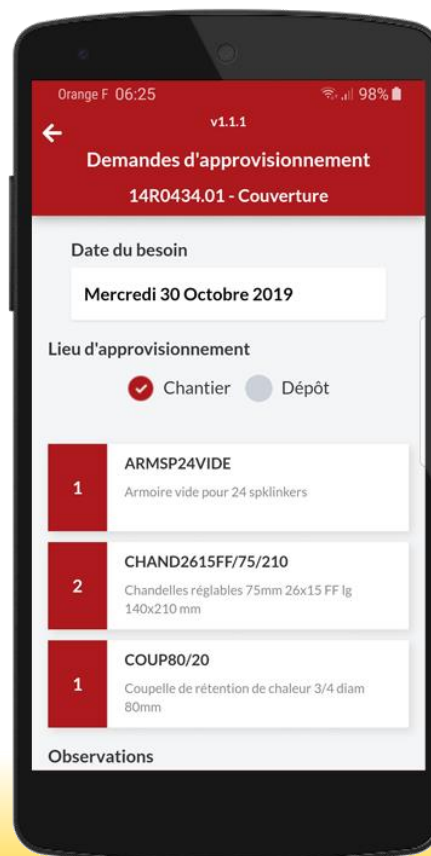 Orange F 06:25 98%
v1.1.1
Demandes d'approvisionnement
14R0434.01 - Couverture
Date du besoin
Mercredi 30 Octobre 2019
Lieu d'approvisionnement
Chantier Dépôt
1
ARMSP24VIDE
Armoire vide pour 24 spklinkers
2
CHAND2615FF/75/210
Chandelles réglables 75mm 26x15 FF lg
140x210 mm
1
COUP80/20
Coupelle de rétention de chaleur 3/4 diam
80mm
Observations